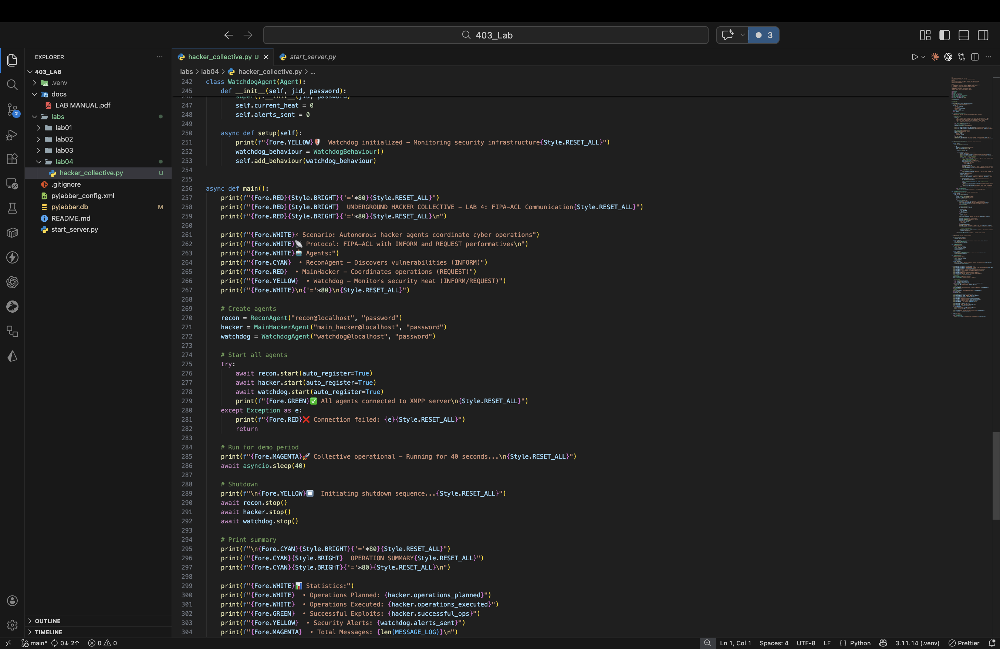 403_Lab
3
EXPLORER
hacker_collective.py U
start_server.py
403_LAB
.venv
docs
LAB MANUAL.pdf
labs
lab01
lab02
lab03
lab04
hacker_collective.py U
.gitignore
pyjabber_config.xml
pyjabber.db M
README.md
start_server.py
2
OUTLINE
TIMELINE
labs > lab04 > hacker_collective.py > ...
242 class WatchdogAgent(Agent):
245     def __init__(self, jid, password):
246         super().__init__(jid, password)
247         self.current_heat = 0
248         self.alerts_sent = 0
249
250     async def setup(self):
251         print(f"{Fore.YELLOW}🛡️  Watchdog initialized – Monitoring security infrastructure{Style.RESET_ALL}")
252         watchdog_behaviour = WatchdogBehaviour()
253         self.add_behaviour(watchdog_behaviour)
254
255
256 async def main():
257     print(f"{Fore.RED}{Style.BRIGHT}{'='*80}{Style.RESET_ALL}")
258     print(f"{Fore.RED}{Style.BRIGHT}  UNDERGROUND HACKER COLLECTIVE – LAB 4: FIPA-ACL Communication{Style.RESET_ALL}")
259     print(f"{Fore.RED}{Style.BRIGHT}{'='*80}{Style.RESET_ALL}\n")
260
261     print(f"{Fore.WHITE}⚡ Scenario: Autonomous hacker agents coordinate cyber operations")
262     print(f"{Fore.WHITE}📡 Protocol: FIPA-ACL with INFORM and REQUEST performatives\n")
263     print(f"{Fore.WHITE}🤖 Agents:")
264     print(f"{Fore.CYAN}  • ReconAgent – Discovers vulnerabilities (INFORM)")
265     print(f"{Fore.RED}  • MainHacker – Coordinates operations (REQUEST)")
266     print(f"{Fore.YELLOW}  • Watchdog – Monitors security heat (INFORM/REQUEST)")
267     print(f"{Fore.WHITE}\n{'='*80}\n{Style.RESET_ALL}")
268
269     # Create agents
270     recon = ReconAgent("recon@localhost", "password")
271     hacker = MainHackerAgent("main_hacker@localhost", "password")
272     watchdog = WatchdogAgent("watchdog@localhost", "password")
273
274     # Start all agents
275     try:
276         await recon.start(auto_register=True)
277         await hacker.start(auto_register=True)
278         await watchdog.start(auto_register=True)
279         print(f"{Fore.GREEN}✅ All agents connected to XMPP server\n{Style.RESET_ALL}")
280     except Exception as e:
281         print(f"{Fore.RED}❌ Connection failed: {e}{Style.RESET_ALL}")
282         return
283
284     # Run for demo period
285     print(f"{Fore.MAGENTA}🚀 Collective operational – Running for 40 seconds...\n{Style.RESET_ALL}")
286     await asyncio.sleep(40)
287
288     # Shutdown
289     print(f"\n{Fore.YELLOW}⏹️  Initiating shutdown sequence...{Style.RESET_ALL}")
290     await recon.stop()
291     await hacker.stop()
292     await watchdog.stop()
293
294     # Print summary
295     print(f"\n{Fore.CYAN}{Style.BRIGHT}{'='*80}{Style.RESET_ALL}")
296     print(f"{Fore.CYAN}{Style.BRIGHT}  OPERATION SUMMARY{Style.RESET_ALL}")
297     print(f"{Fore.CYAN}{Style.BRIGHT}{'='*80}{Style.RESET_ALL}\n")
298
299     print(f"{Fore.WHITE}📊 Statistics:")
300     print(f"{Fore.WHITE}  • Operations Planned: {hacker.operations_planned}")
301     print(f"{Fore.WHITE}  • Operations Executed: {hacker.operations_executed}")
302     print(f"{Fore.GREEN}  • Successful Exploits: {hacker.successful_ops}")
303     print(f"{Fore.YELLOW}  • Security Alerts: {watchdog.alerts_sent}")
304     print(f"{Fore.MAGENTA}  • Total Messages: {len(MESSAGE_LOG)}\n")
main* 0↓ 2↑ 0 0
Ln 1, Col 1 Spaces: 4 UTF-8 LF {} Python 3.11.14 (.venv) Prettier